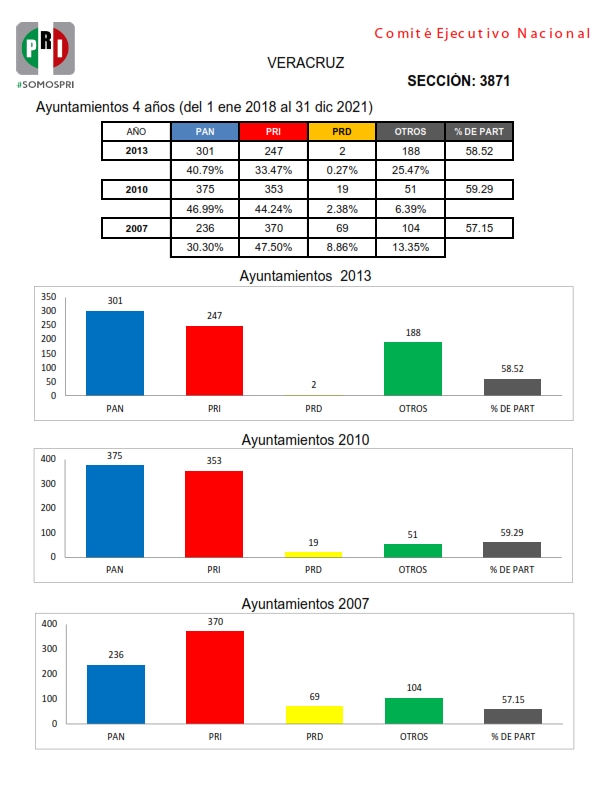 Comité Ejecutivo Nacional
PRI
#SOMOSPRI
VERACRUZ
SECCIÓN: 3871
Ayuntamientos 4 años (del 1 ene 2018 al 31 dic 2021)
AÑO PAN PRI PRD OTROS % DE PART
2013 301 247 2 188 58.52
40.79% 33.47% 0.27% 25.47%
2010 375 353 19 51 59.29
46.99% 44.24% 2.38% 6.39%
2007 236 370 69 104 57.15
30.30% 47.50% 8.86% 13.35%
Ayuntamientos 2013
350
300
250
200
150
100
50
0
301 247 2 188 58.52
PAN PRI PRD OTROS % DE PART
Ayuntamientos 2010
400
300
200
100
0
375 353 19 51 59.29
PAN PRI PRD OTROS % DE PART
Ayuntamientos 2007
400
300
200
100
0
236 370 69 104 57.15
PAN PRI PRD OTROS % DE PART